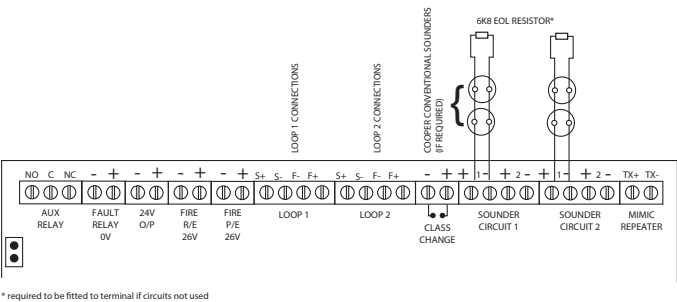 6K8 EOL RESISTOR*
LOOP 1 CONNECTIONS
LOOP 2 CONNECTIONS
COOPER CONVENTIONAL SOUNDERS
(IF REQUIRED)
NO C NC - + - + - + - + S+ S- F- F+ S+ S- F- F+ - + + 1 - + 2 - + 1 - + 2 - TX+ TX-
AUX
RELAY
FAULT
RELAY
0V
24V
O/P
FIRE
R/E
26V
FIRE
P/E
26V
LOOP 1
LOOP 2
CLASS
CHANGE
SOUNDER
CIRCUIT 1
SOUNDER
CIRCUIT 2
MIMIC
REPEATER
* required to be fitted to terminal if circuits not used